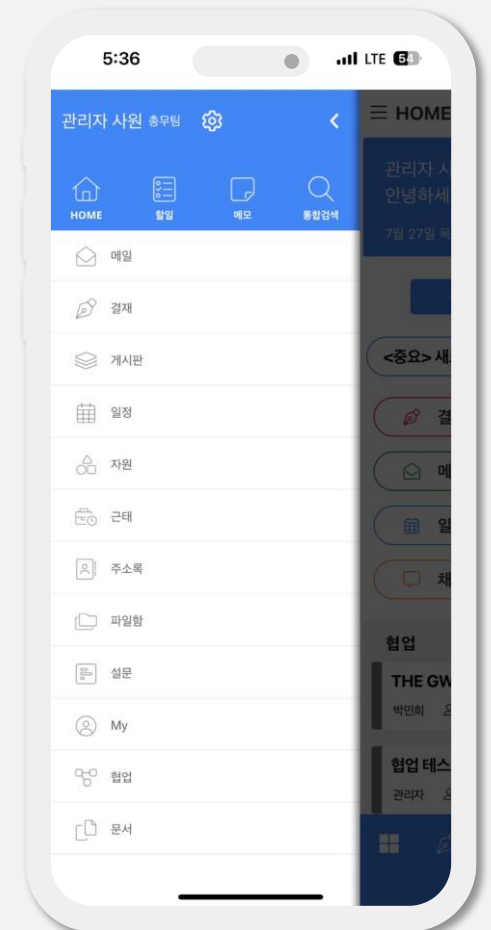 5:36
LTE 54
관리자 사원 총무팀
HOME 할일 메모 통합검색
메일
결재
게시판
일정
자원
근태
주소록
파일함
설문
My
협업
문서
HOME
관리자 사
안녕하세
7월 27일 목
<중요> 새
결
메
일
채
협업
THE GW
박민희
협업 테스
관리자